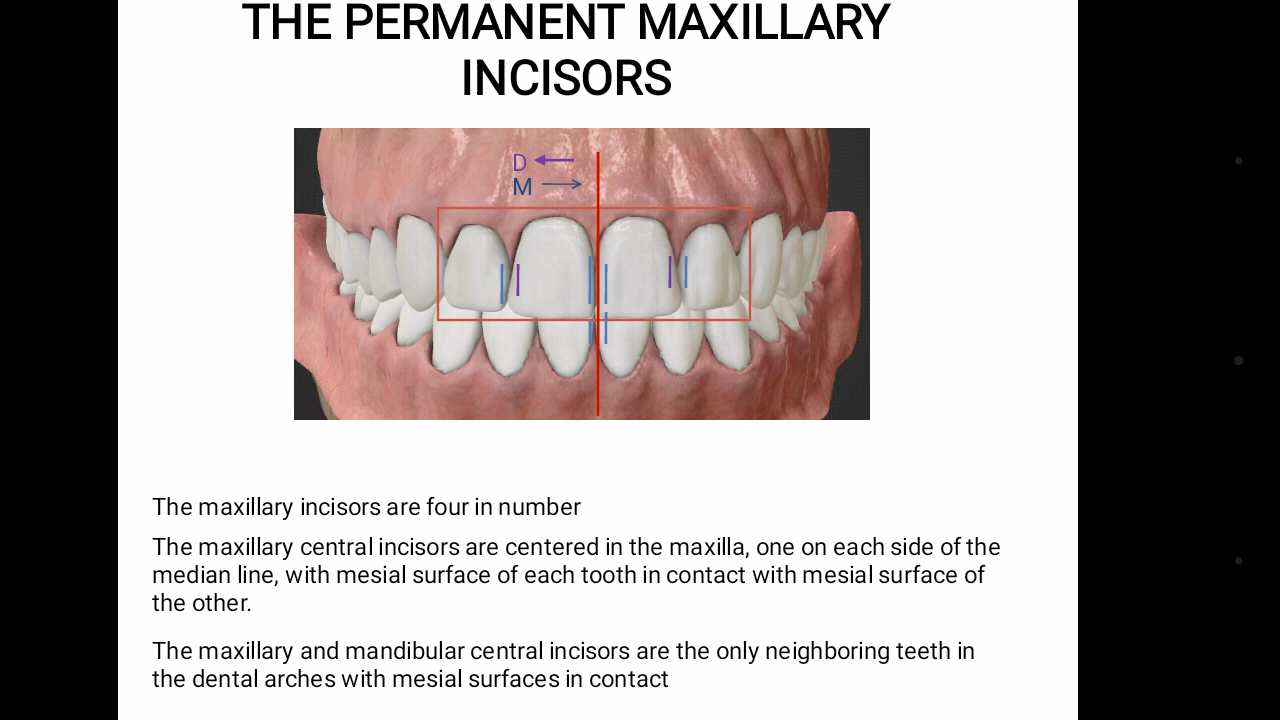 THE PERMANENT MAXILLARY
INCISORS
D
M
The maxillary incisors are four in number
The maxillary central incisors are centered in the maxilla, one on each side of the
median line, with mesial surface of each tooth in contact with mesial surface of
the other.
The maxillary and mandibular central incisors are the only neighboring teeth in
the dental arches with mesial surfaces in contact